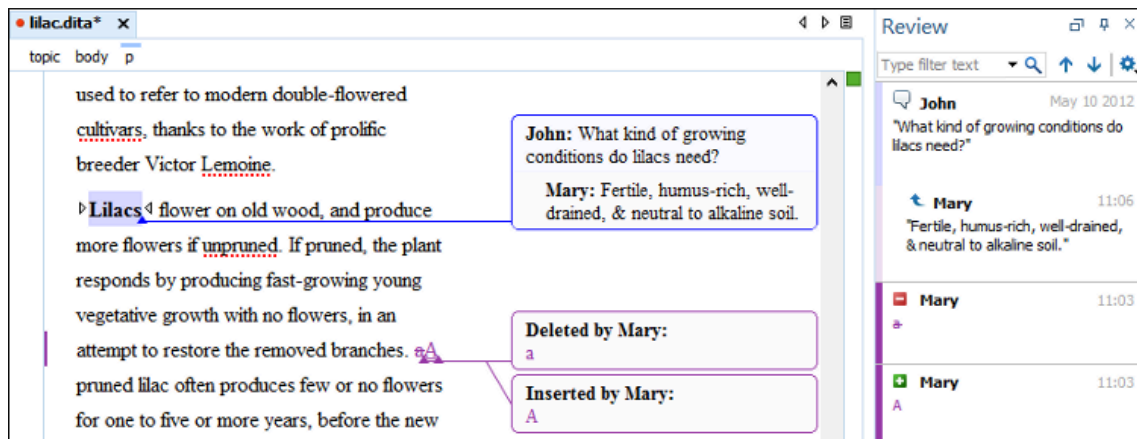 lilac.dita*
topic body p
used to refer to modern double-flowered
cultivars, thanks to the work of prolific
breeder Victor Lemoine.
Lilacs flower on old wood, and produce
more flowers if unpruned. If pruned, the plant
responds by producing fast-growing young
vegetative growth with no flowers, in an
attempt to restore the removed branches. aA
pruned lilac often produces few or no flowers
for one to five or more years, before the new
John: What kind of growing
conditions do lilacs need?
Mary: Fertile, humus-rich, well-
drained, & neutral to alkaline soil.
Deleted by Mary:
a
Inserted by Mary:
A
Review
Type filter text
John May 10 2012
"What kind of growing conditions do
lilacs need?"
Mary 11:06
"Fertile, humus-rich, well-drained,
& neutral to alkaline soil."
Mary 11:03
a
Mary 11:03
A